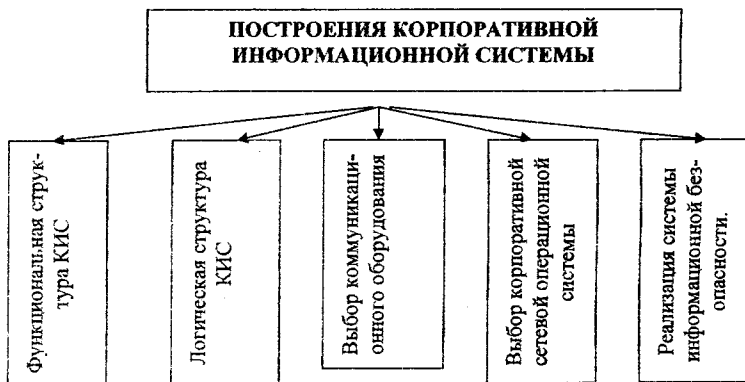 ПОСТРОЕНИЯ КОРПОРАТИВНОЙ
ИНФОРМАЦИОННОЙ СИСТЕМЫ
Функциональная струк-
тура КИС
Логическая структура
КИС
Выбор коммуникаци-
онного оборудования
Выбор корпоративной
сетевой операционной
системы
Реализация системы
информационной без-
опасности.